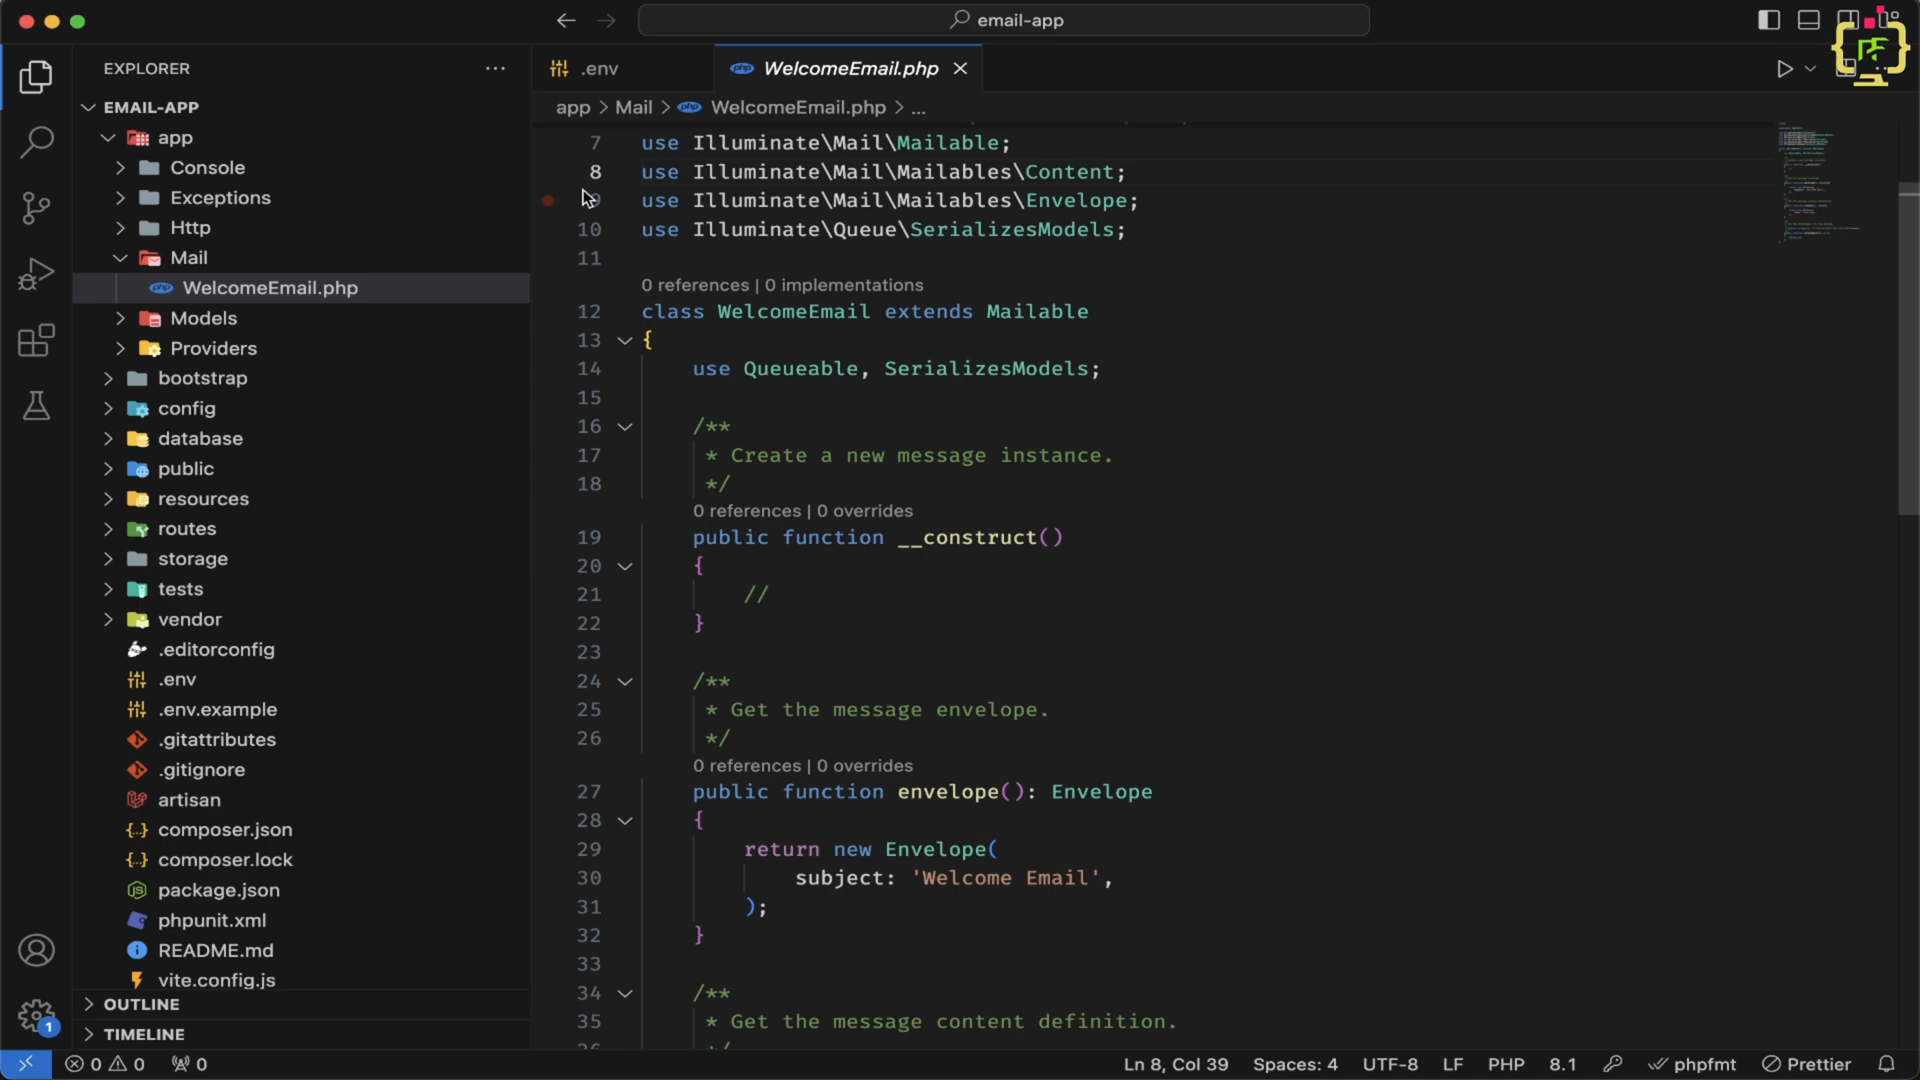 email-app
EXPLORER
EMAIL-APP
app
Console
Exceptions
Http
Mail
WelcomeEmail.php
Models
Providers
bootstrap
config
database
public
resources
routes
storage
tests
vendor
.editorconfig
.env
.env.example
.gitattributes
.gitignore
artisan
composer.json
composer.lock
package.json
phpunit.xml
README.md
vite.config.js
OUTLINE
TIMELINE
1
.env
WelcomeEmail.php
app > Mail > WelcomeEmail.php > ...
7 use Illuminate\Mail\Mailable;
8 use Illuminate\Mail\Mailables\Content;
9 use Illuminate\Mail\Mailables\Envelope;
10 use Illuminate\Queue\SerializesModels;
11
0 references | 0 implementations
12 class WelcomeEmail extends Mailable
13 {
14 use Queueable, SerializesModels;
15
16 /**
17 * Create a new message instance.
18 */
0 references | 0 overrides
19 public function __construct()
20 {
21 //
22 }
23
24 /**
25 * Get the message envelope.
26 */
0 references | 0 overrides
27 public function envelope(): Envelope
28 {
29 return new Envelope(
30 subject: 'Welcome Email',
31 );
32 }
33
34 /**
35 * Get the message content definition.
0 0 0
Ln 8, Col 39 Spaces: 4 UTF-8 LF PHP 8.1 phpfmt Prettier